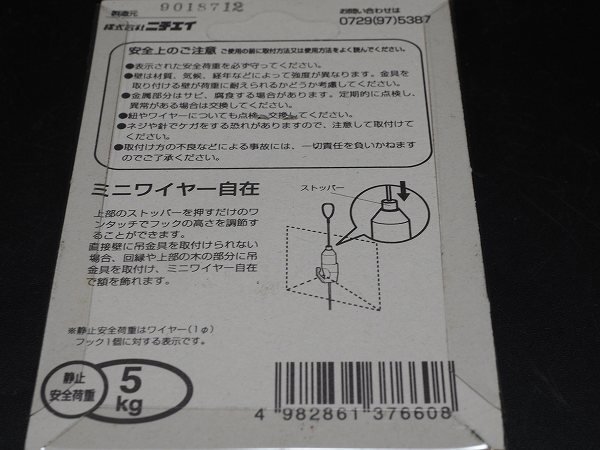 製造元 9018712
株式会社ニチエイ
お問い合わせは
0729(97)5387
安全上のご注意 ご使用の前に取付方法又は使用方法をよく読んでください。
●表示された安全荷重を必ず守ってください。
●壁は材質、気候、経年などによって強度が異なります。金具を
取り付ける壁が荷重に耐えられるかどうか考慮してください。
●金属部分はサビ、腐食する場合があります。定期的に点検し、
異常がある場合は交換してください。
●紐やワイヤーについても点検、交換してください。
●ネジや針でケガをする恐れがありますので、注意して取付けて
ください。
●取付け方の不良などによる事故には、一切責任を負いかねます
のでご了承ください。
ミニワイヤー自在
上部のストッパーを押すだけのワ
ンタッチでフックの高さを調節す
ることができます。
直接壁に吊金具を取付けられない
場合、回縁や上部の木の部分に吊
金具を取付け、ミニワイヤー自在
で額を飾れます。
ストッパー
※静止安全荷重はワイヤー(1φ)
フック1個に対する表示です。
静止
安全荷重
5
kg
4 982861 376608